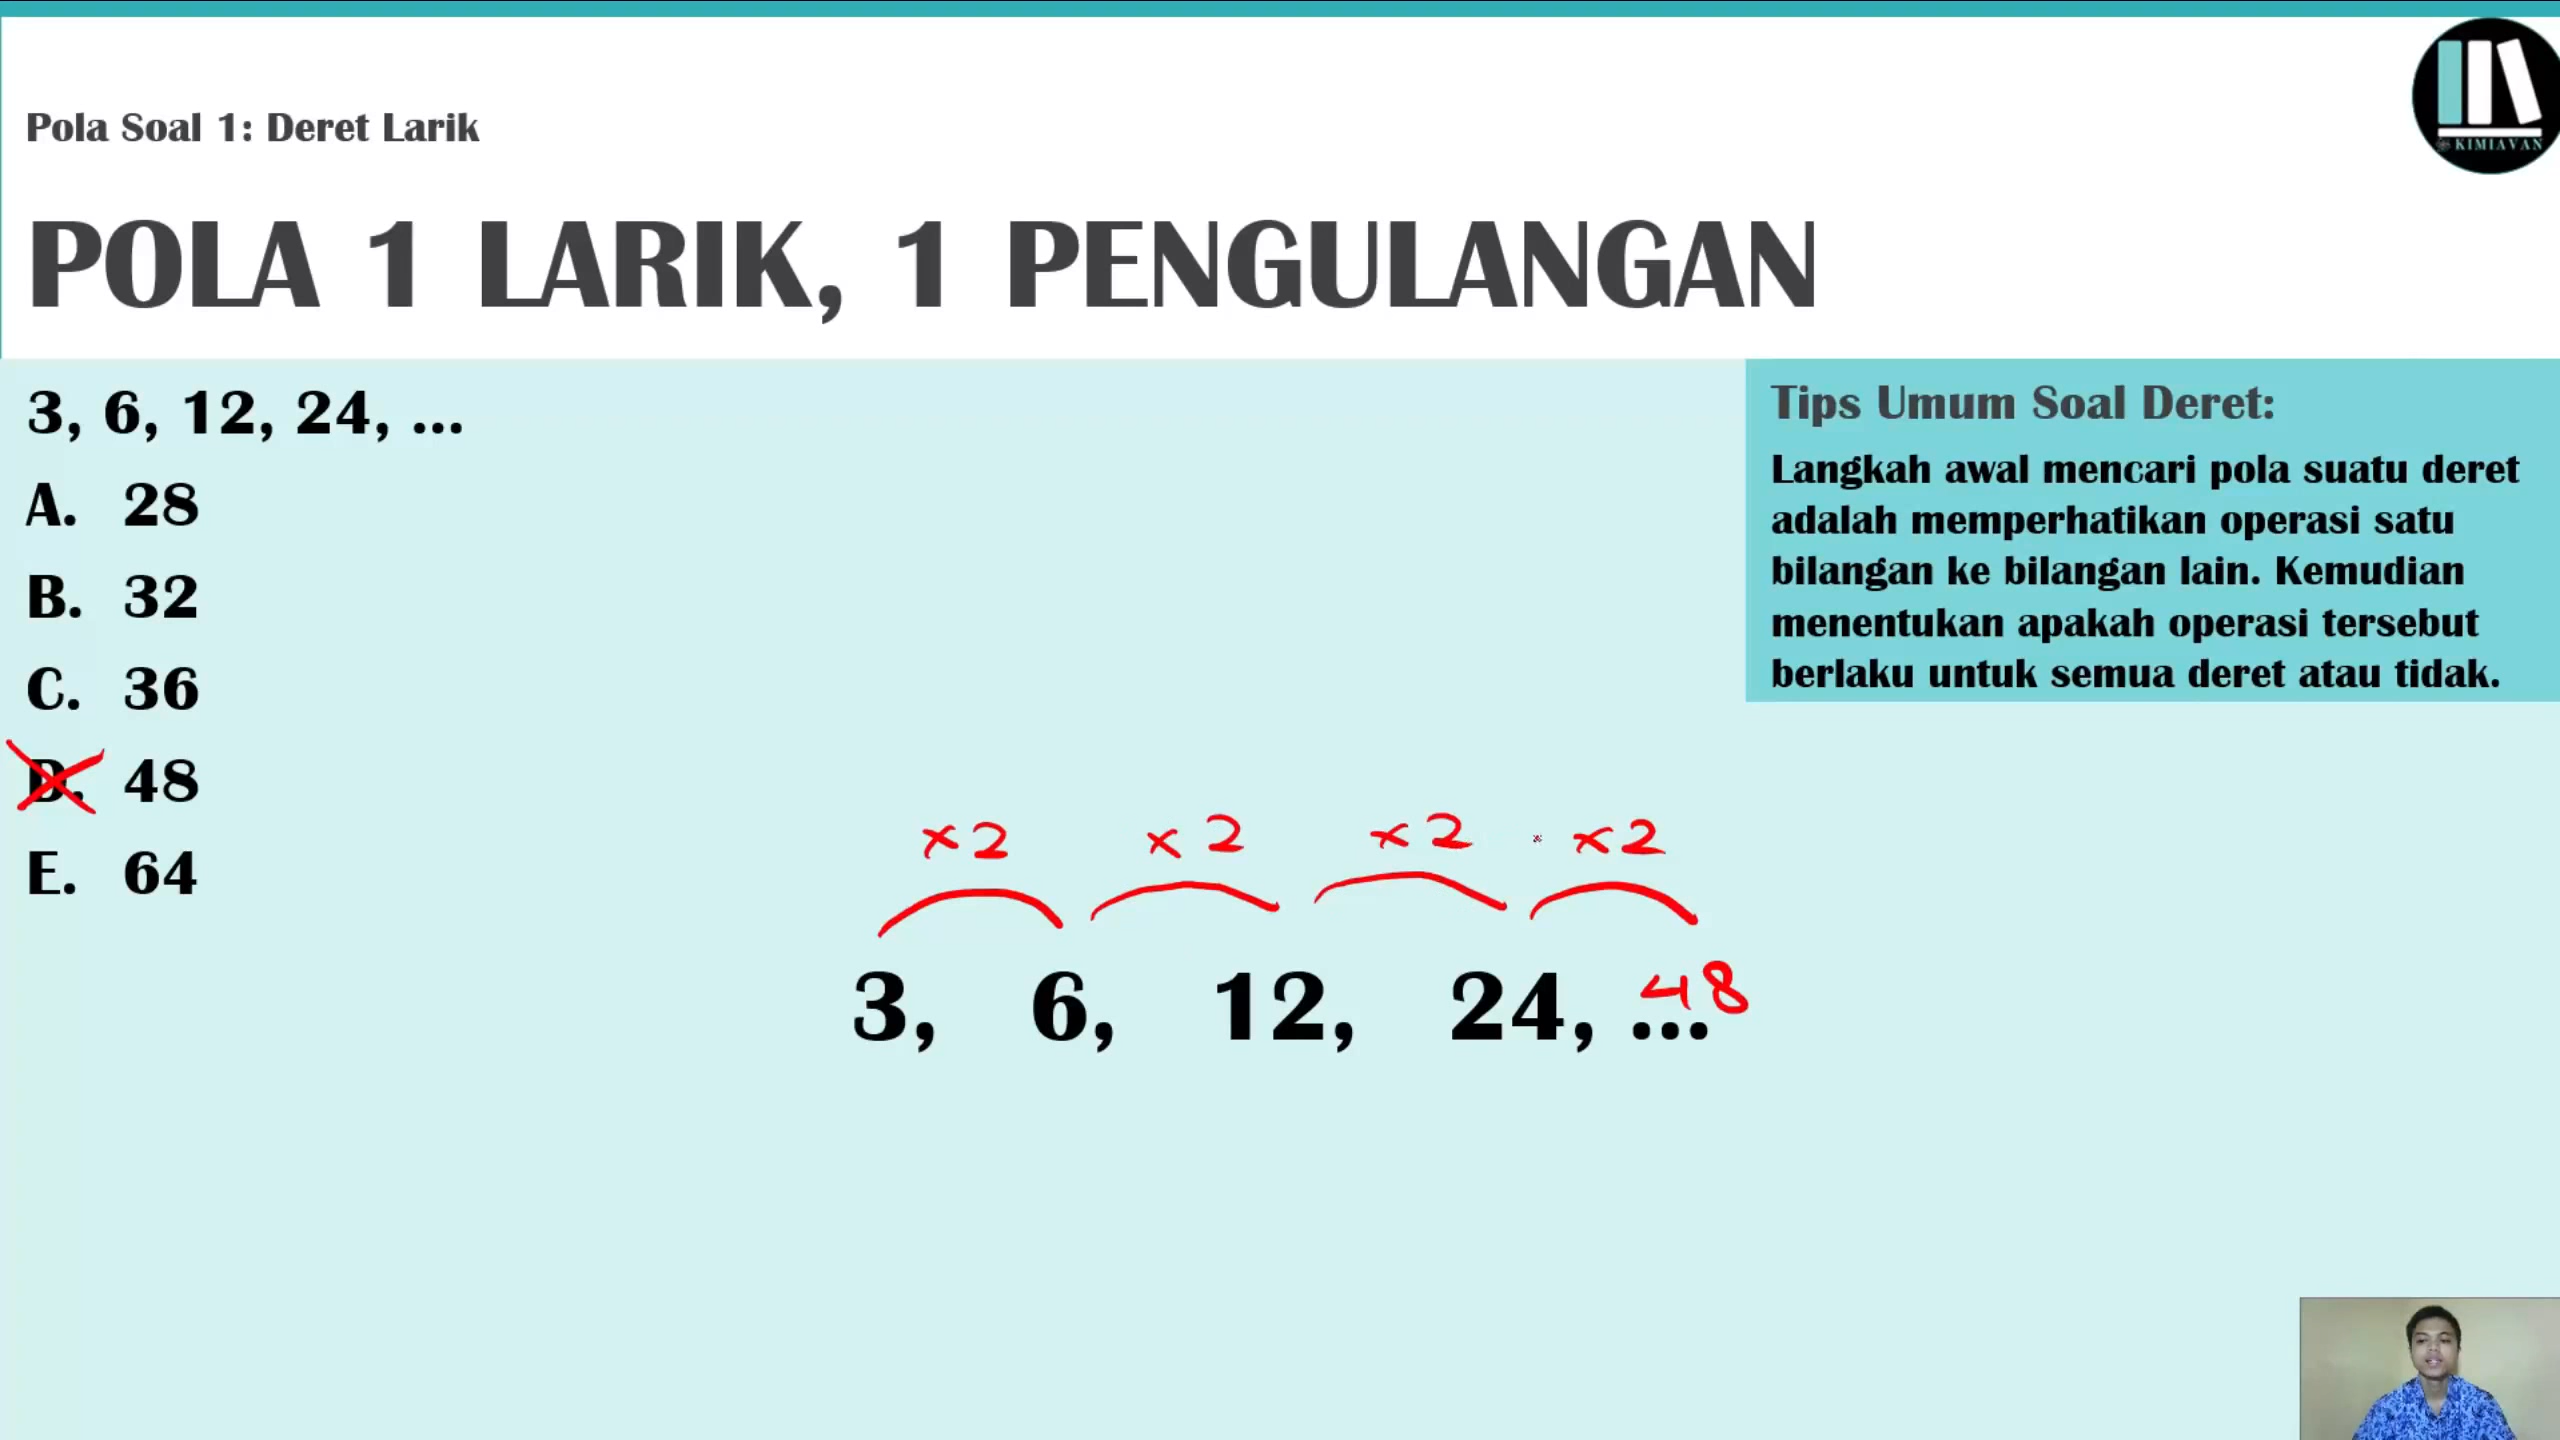 KIMIAVAN
Pola Soal 1: Deret Larik
POLA 1 LARIK, 1 PENGULANGAN
3, 6, 12, 24, ...
A. 28
B. 32
C. 36
D. 48
E. 64
Tips Umum Soal Deret:
Langkah awal mencari pola suatu deret
adalah memperhatikan operasi satu
bilangan ke bilangan lain. Kemudian
menentukan apakah operasi tersebut
berlaku untuk semua deret atau tidak.
×2 ×2 ×2 ×2
3, 6, 12, 24, ... 48